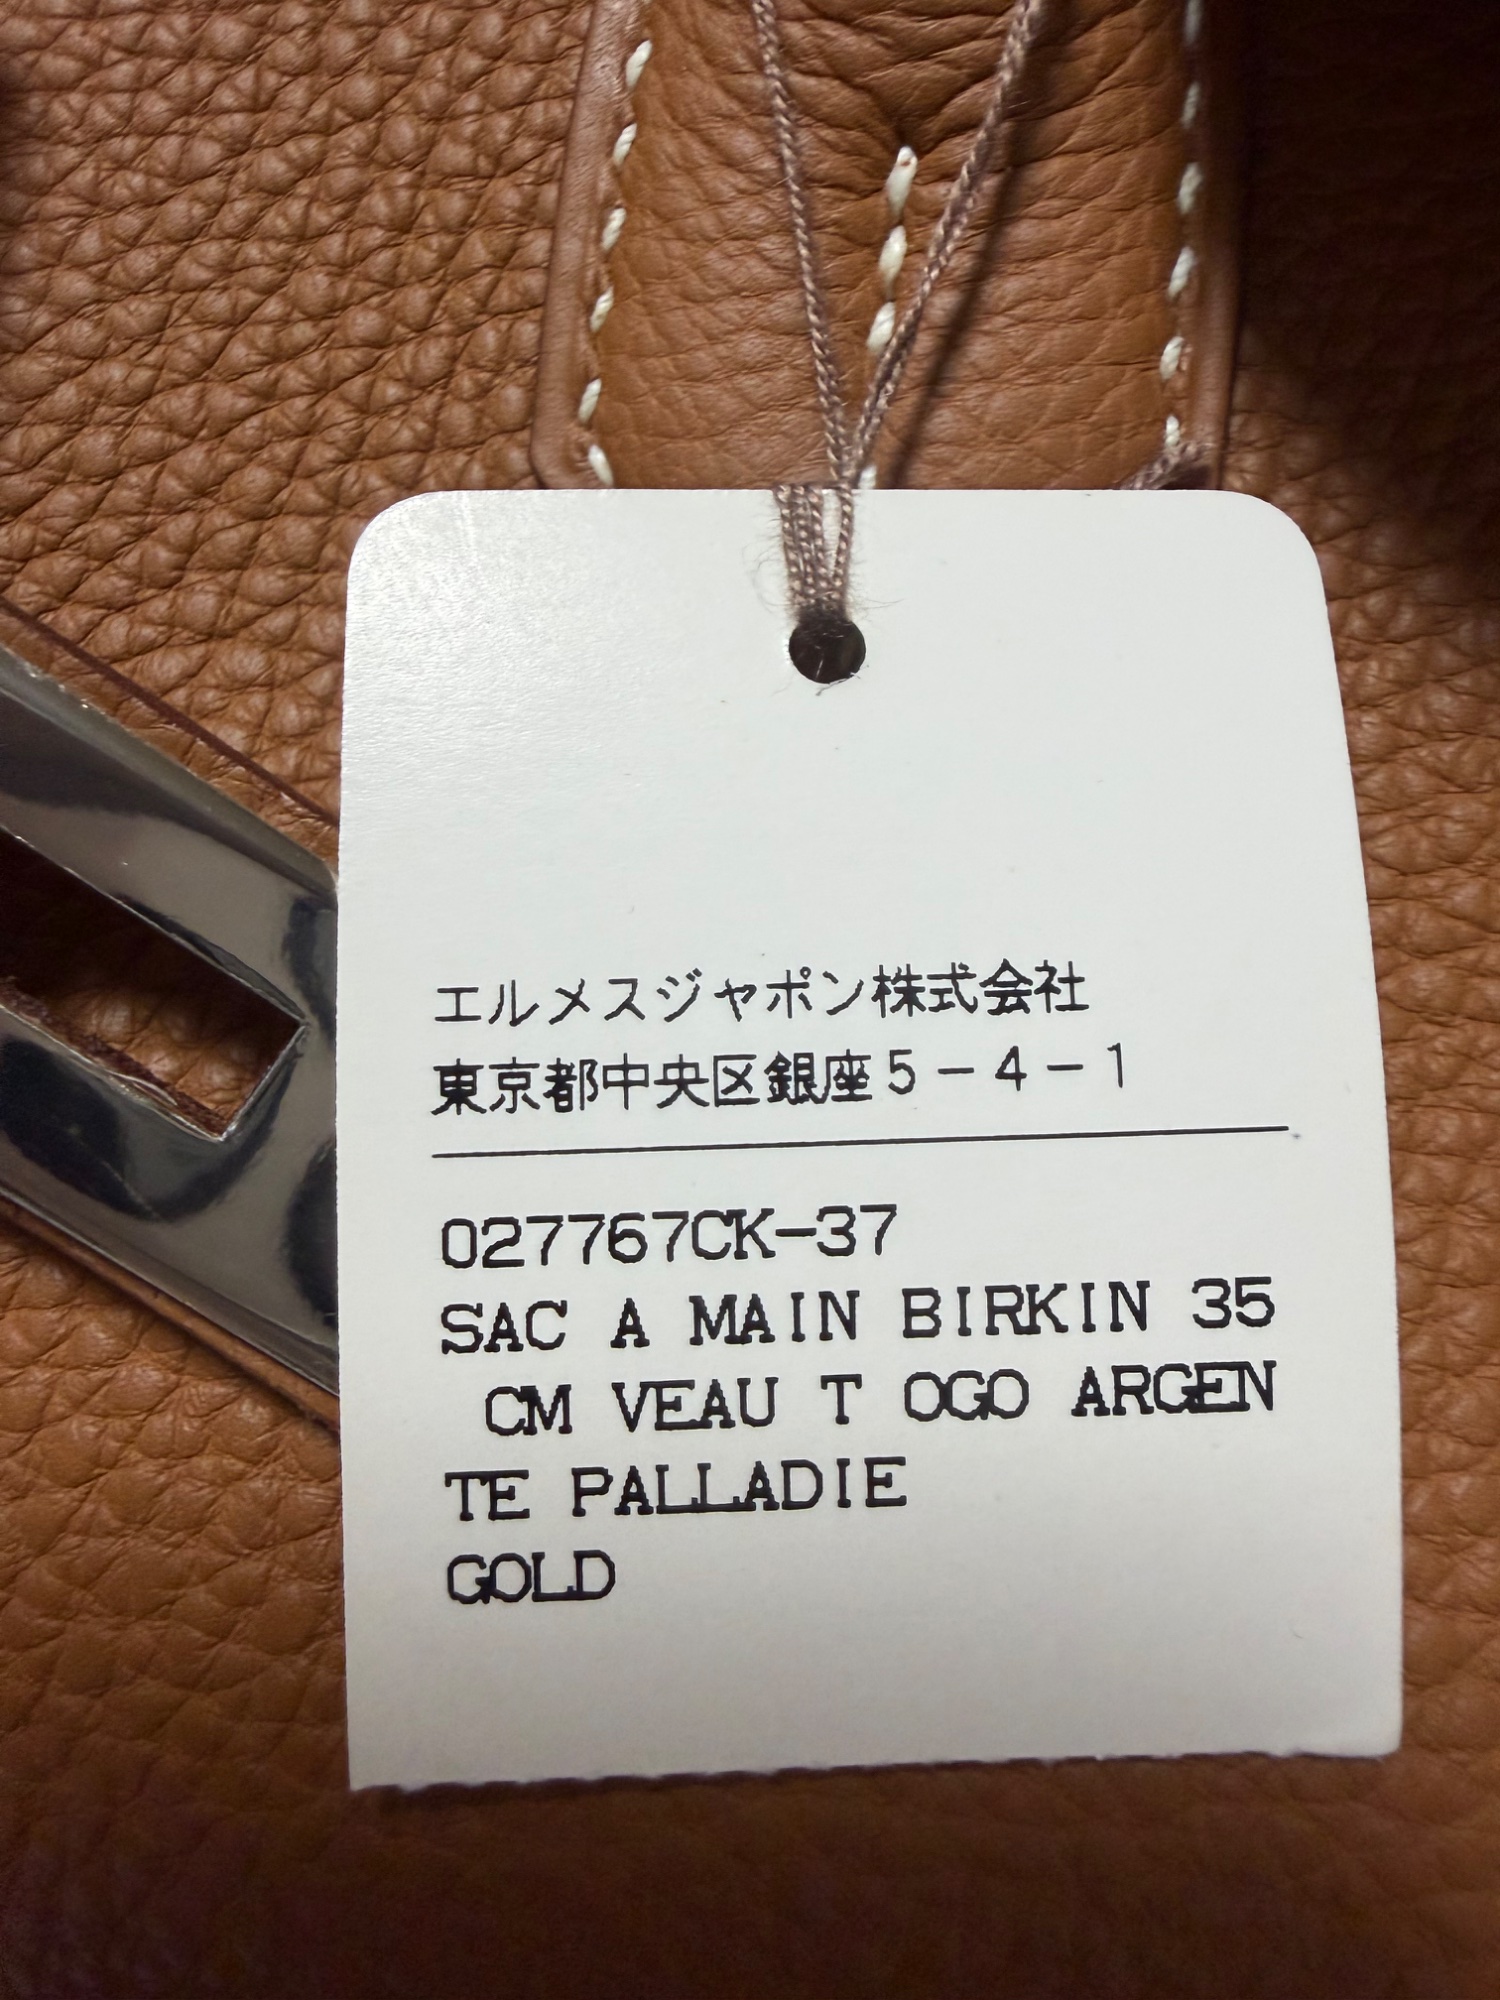 エルメスジャポン株式会社
東京都中央区銀座5-4-1
027767CK-37
SAC A MAIN BIRKIN 35
CM VEAU T OGO ARGEN
TE PALLADIE
GOLD